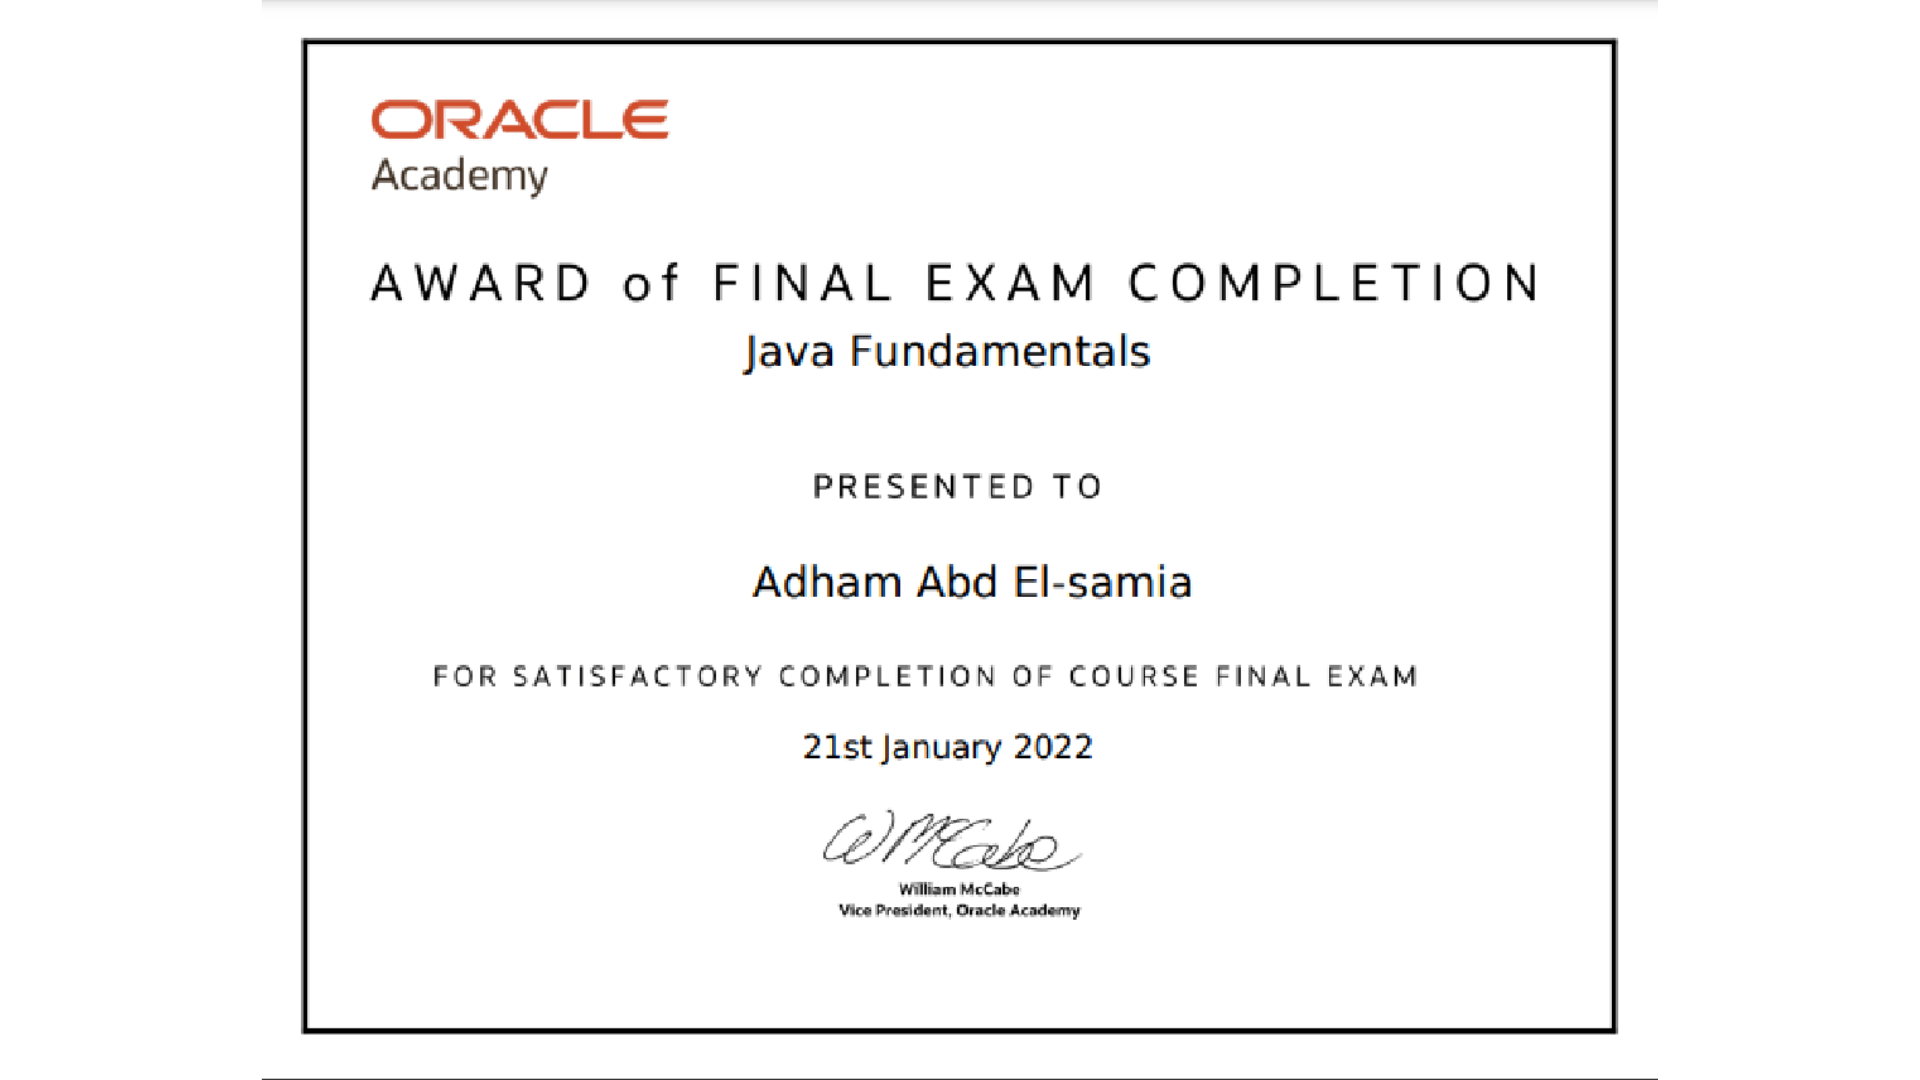 ORACLE
Academy
AWARD of FINAL EXAM COMPLETION
Java Fundamentals
PRESENTED TO
Adham Abd El-samia
FOR SATISFACTORY COMPLETION OF COURSE FINAL EXAM
21st January 2022
WMcCabe
William McCabe
Vice President, Oracle Academy